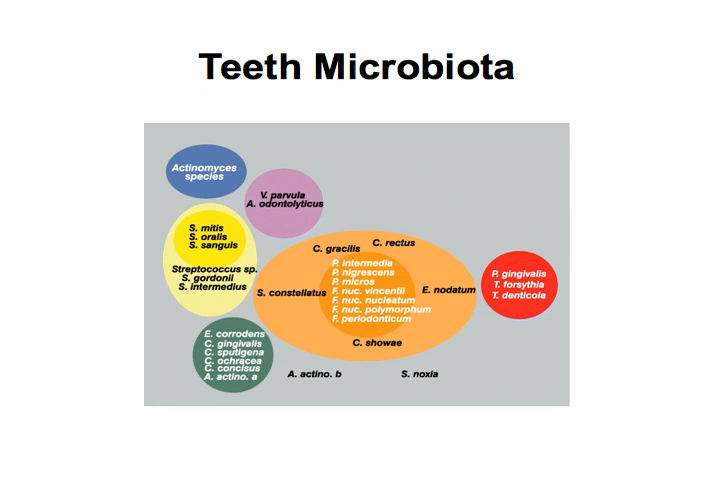 Teeth Microbiota
Actinomyces
species
V. parvula
A. odontolyticus
S. mitis
S. oralis
S. sanguis
Streptococcus sp.
S. gordonii
S. intermedius
C. gracilis
C. rectus
P. intermedia
P. nigrescens
P. micros
F. nuc. vincentii
F. nuc. nucleatum
F. nuc. polymorphum
F. periodonticum
S. constellatus
E. nodatum
C. showae
P. gingivalis
T. forsythia
T. denticola
E. corrodens
C. gingivalis
C. sputigena
C. ochracea
C. concisus
A. actino. a
A. actino. b
S. noxia